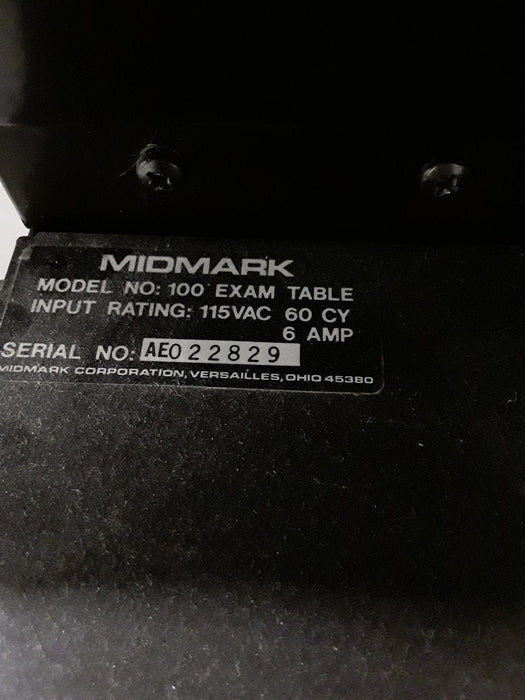 MIDMARK
MODEL NO: 100 EXAM TABLE
INPUT RATING: 115VAC 60 CY
6 AMP
SERIAL NO: AE022829
MIDMARK CORPORATION, VERSAILLES, OHIO 45380